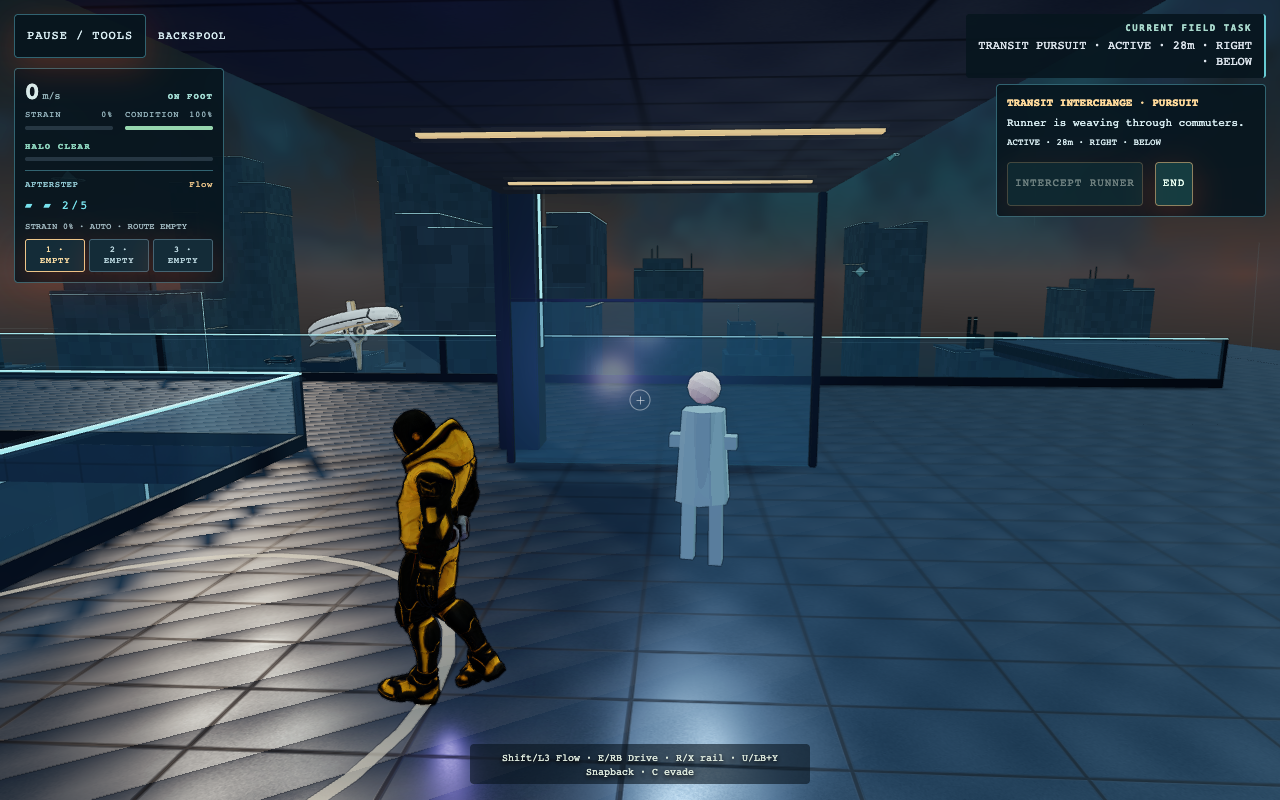 PAUSE / TOOLS
BACKSPOOL
0 m/s
ON FOOT
STRAIN 0%
CONDITION 100%
HALO CLEAR
AFTERSTEP
Flow
2/5
STRAIN 0% · AUTO · ROUTE EMPTY
1 · EMPTY
2 · EMPTY
3 · EMPTY
CURRENT FIELD TASK
TRANSIT PURSUIT · ACTIVE · 28m · RIGHT
· BELOW
TRANSIT INTERCHANGE · PURSUIT
Runner is weaving through commuters.
ACTIVE · 28m · RIGHT · BELOW
INTERCEPT RUNNER
END
Shift/L3 Flow · E/RB Drive · R/X rail · U/LB+Y
Snapback · C evade